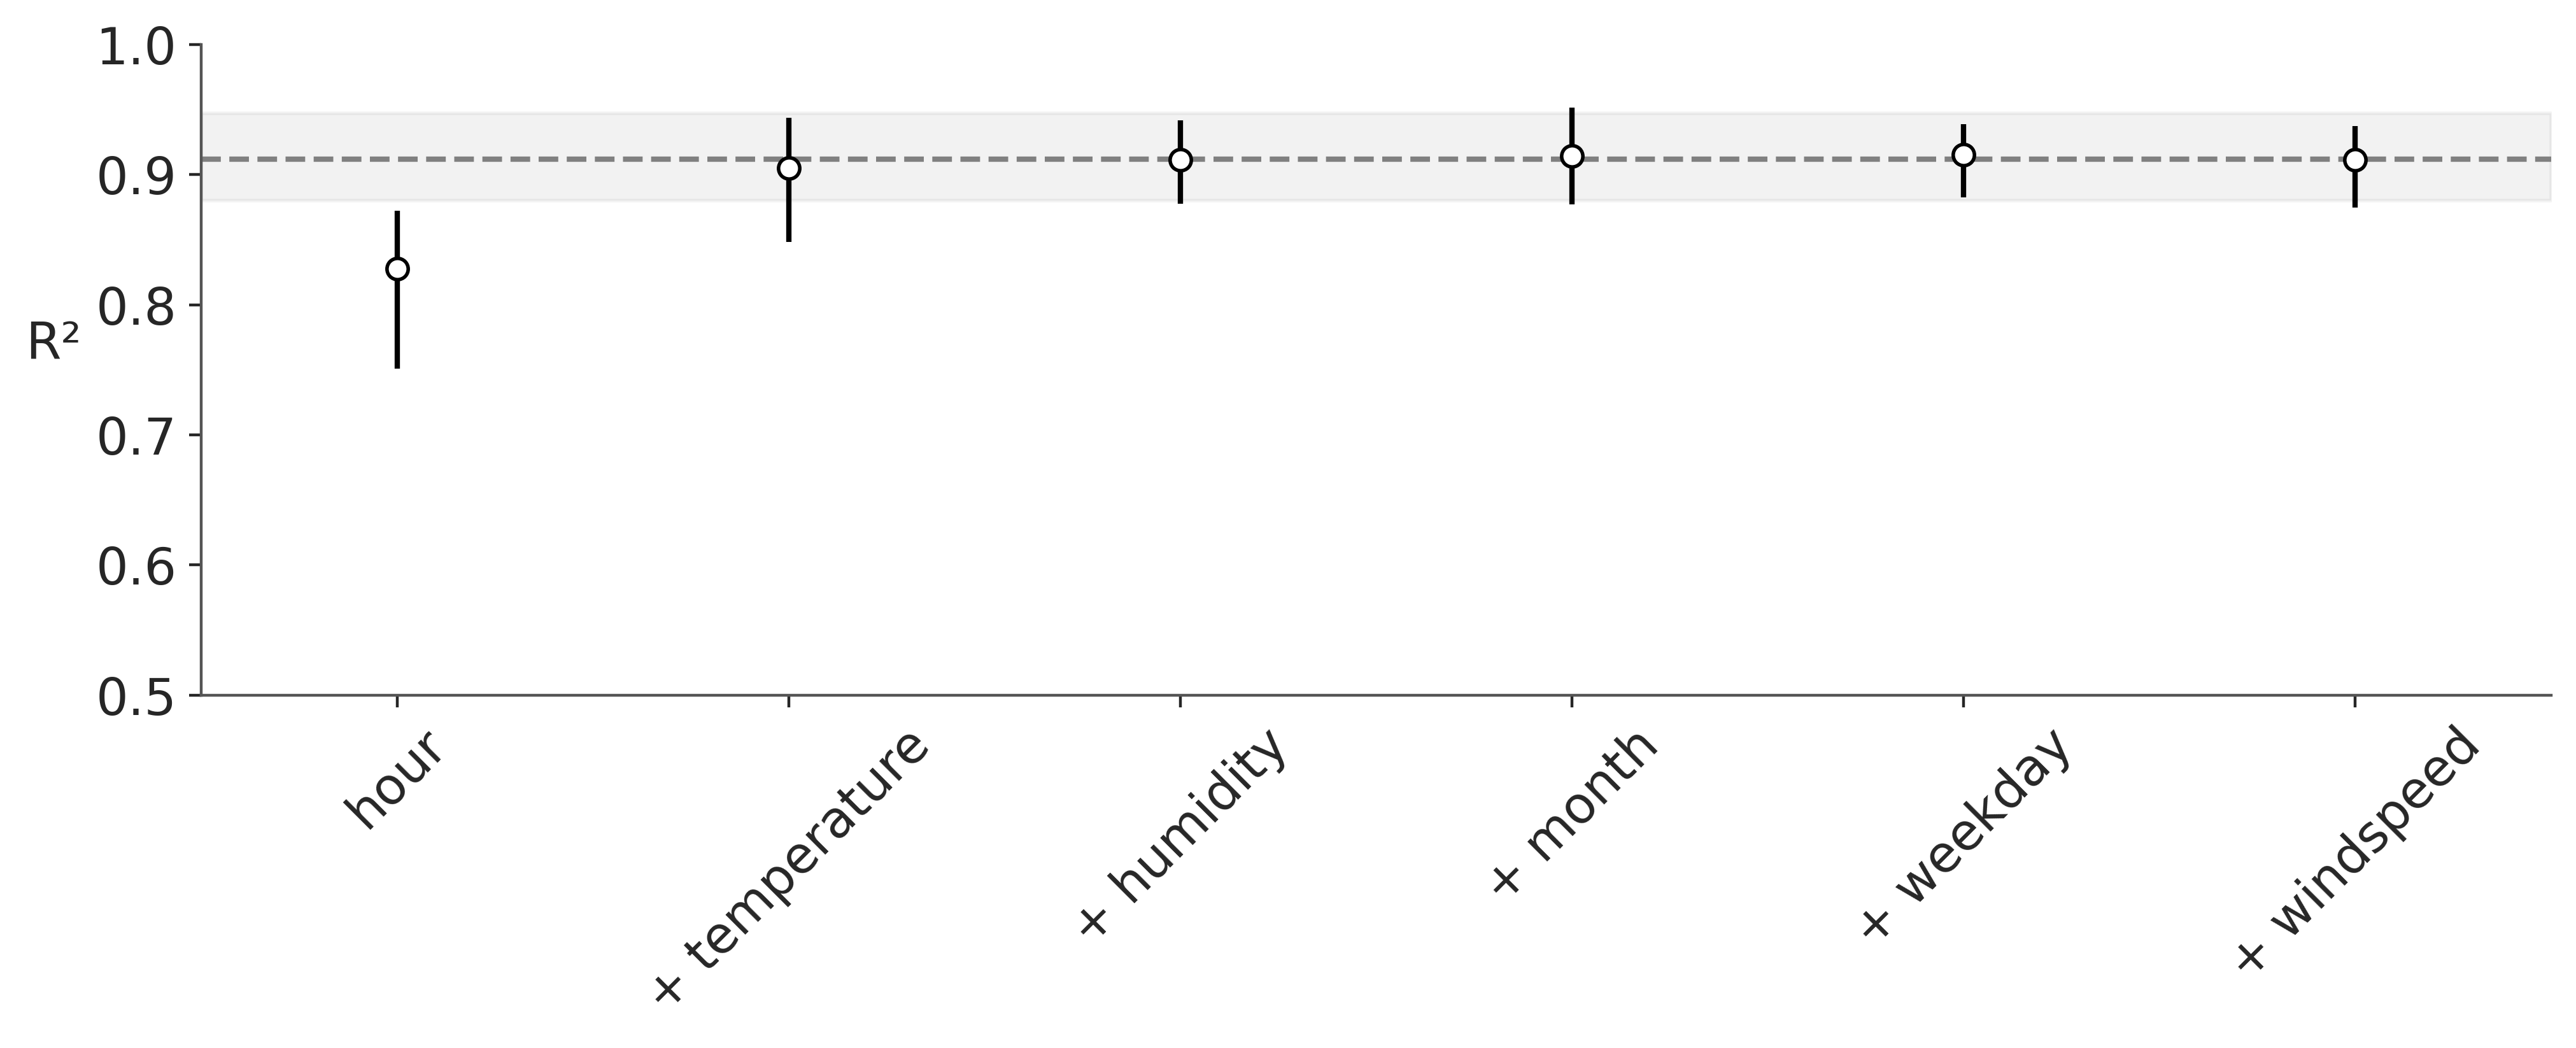 1.0
0.9
0.8
0.7
0.6
0.5
R²
hour
+ temperature
+ humidity
+ month
+ weekday
+ windspeed